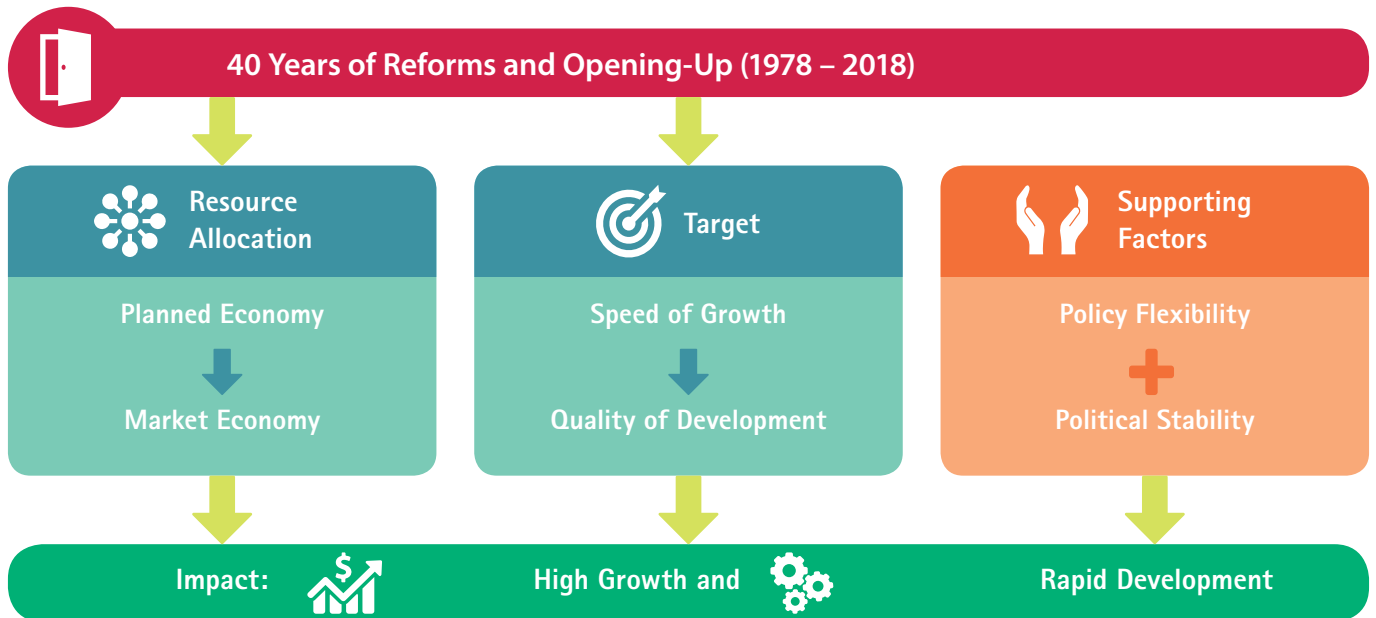 40 Years of Reforms and Opening-Up (1978 – 2018)
Resource
Allocation
Planned Economy
Market Economy
Target
Speed of Growth
Quality of Development
Supporting
Factors
Policy Flexibility
Political Stability
Impact:
$
High Growth and
Rapid Development